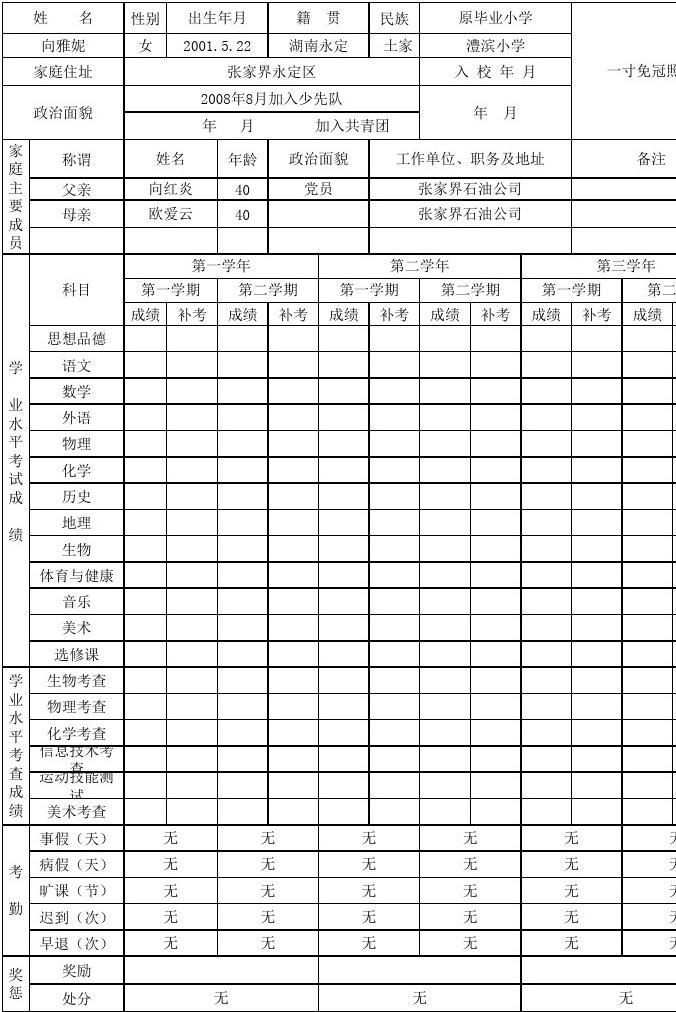 姓 名 性别 出生年月 籍 贯 民族 原毕业小学
向雅妮 女 2001.5.22 湖南永定 土家 澧滨小学
一寸免冠照
家庭住址 张家界永定区 入 校 年 月
政治面貌 2008年8月加入少先队 年 月
年 月 加入共青团
家庭主要成员
称谓 姓名 年龄 政治面貌 工作单位、职务及地址 备注
父亲 向红炎 40 党员 张家界石油公司
母亲 欧爱云 40 张家界石油公司
学业水平考试成绩
科目 第一学年 第二学年 第三学年
第一学期 第二学期 第一学期 第二学期 第一学期 第二
成绩 补考 成绩 补考 成绩 补考 成绩 补考 成绩 补考 成绩
思想品德
语文
数学
外语
物理
化学
历史
地理
生物
体育与健康
音乐
美术
选修课
学业水平考查成绩
生物考查
物理考查
化学考查
信息技术考查
运动技能测试
美术考查
考勤
事假（天） 无 无 无 无 无 无
病假（天） 无 无 无 无 无 无
旷课（节） 无 无 无 无 无 无
迟到（次） 无 无 无 无 无 无
早退（次） 无 无 无 无 无 无
奖惩
奖励
处分 无 无 无